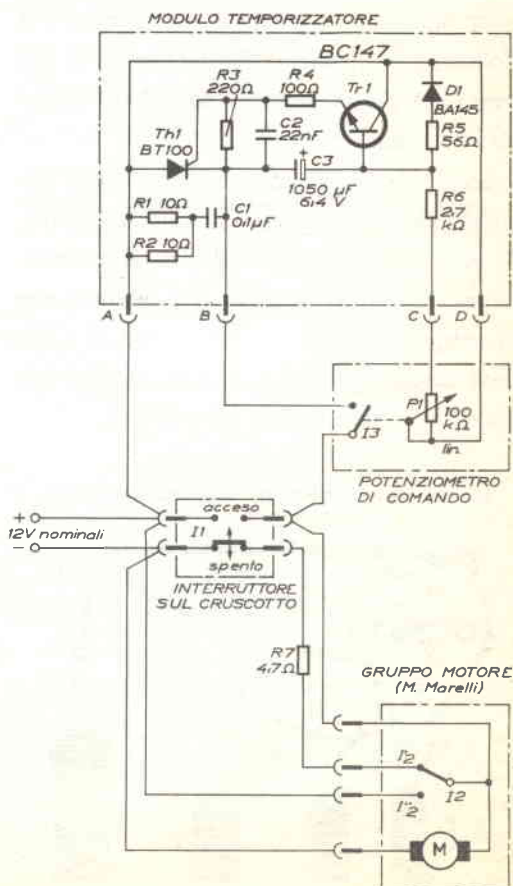 MODULO TEMPORIZZATORE
BC147
R3
220Ω
R4
100Ω
Tr1
D1
BA145
Th1
BT100
C2
22nF
R5
56Ω
C3
+
1050 µF
6,4 V
R1 10Ω
C1
0,1µF
R6
2,7
kΩ
R2 10Ω
A
B
C
D
P1
100
kΩ
I3
lin.
POTENZIOMETRO
DI COMANDO
acceso
+
12V nominali
−
I1
spento
INTERRUTTORE
SUL CRUSCOTTO
R7
4,7Ω
GRUPPO MOTORE
(M. Marelli)
I'2
I2
I"2
M